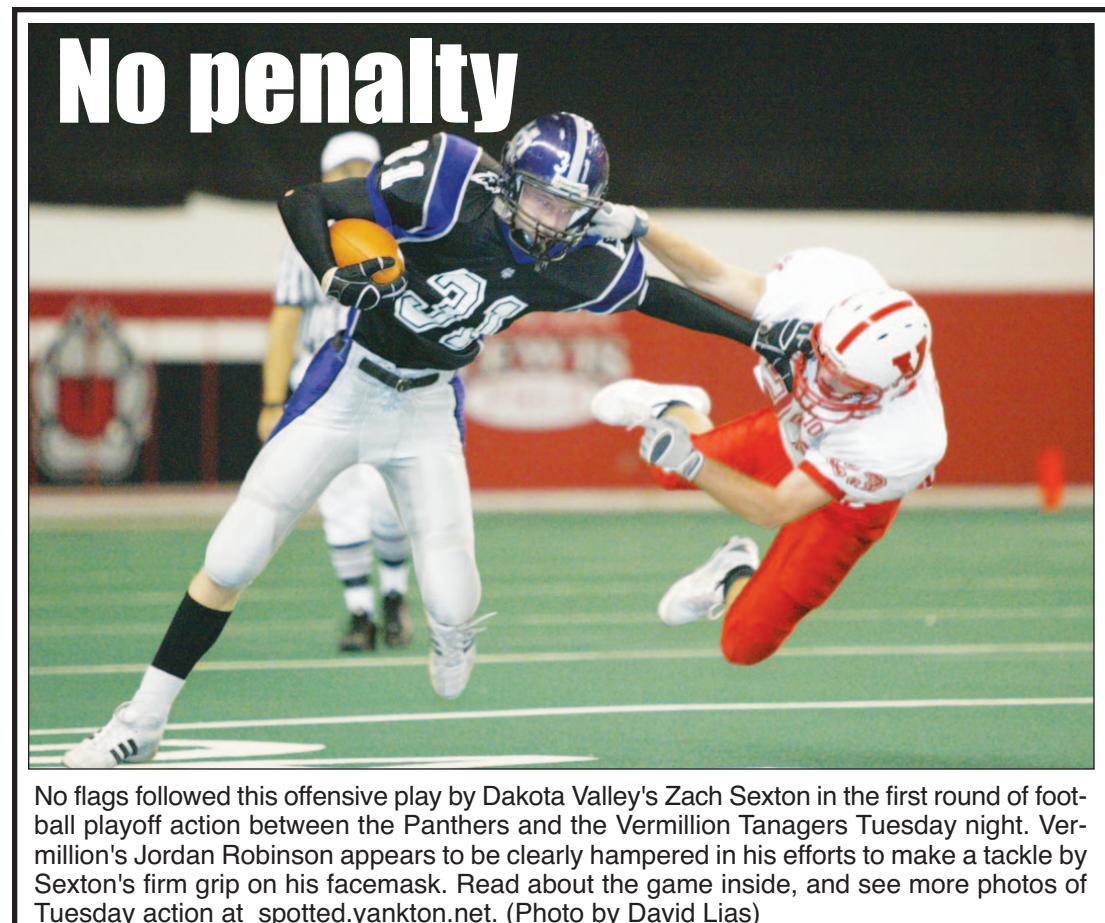 No penalty
31
31
31
V
No flags followed this offensive play by Dakota Valley's Zach Sexton in the first round of foot-
ball playoff action between the Panthers and the Vermillion Tanagers Tuesday night. Ver-
million's Jordan Robinson appears to be clearly hampered in his efforts to make a tackle by
Sexton's firm grip on his facemask. Read about the game inside, and see more photos of
Tuesday action at  spotted.yankton.net. (Photo by David Lias)